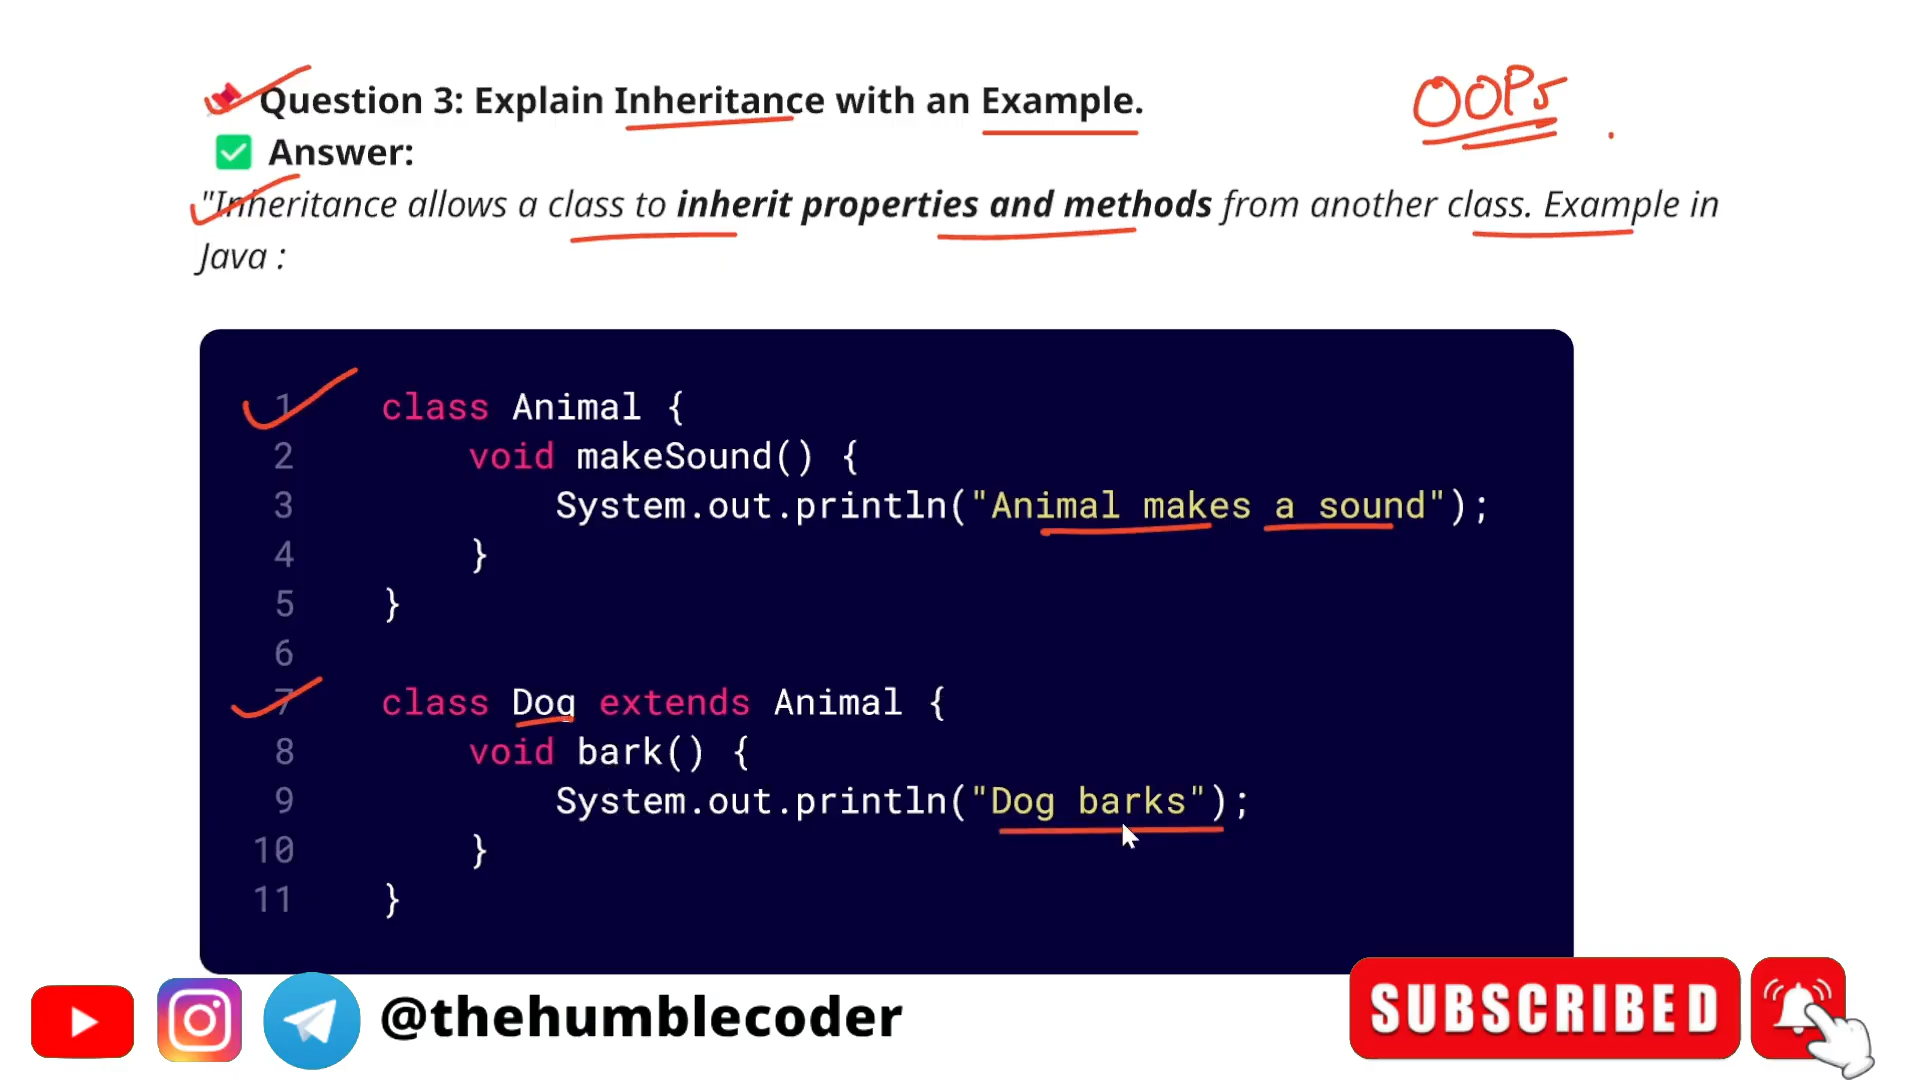 Question 3: Explain Inheritance with an Example.
OOPs
Answer:
"Inheritance allows a class to inherit properties and methods from another class. Example in
Java :
1 class Animal {
2 void makeSound() {
3 System.out.println("Animal makes a sound");
4 }
5 }
6
7 class Dog extends Animal {
8 void bark() {
9 System.out.println("Dog barks");
10 }
11 }
@thehumblecoder
SUBSCRIBED